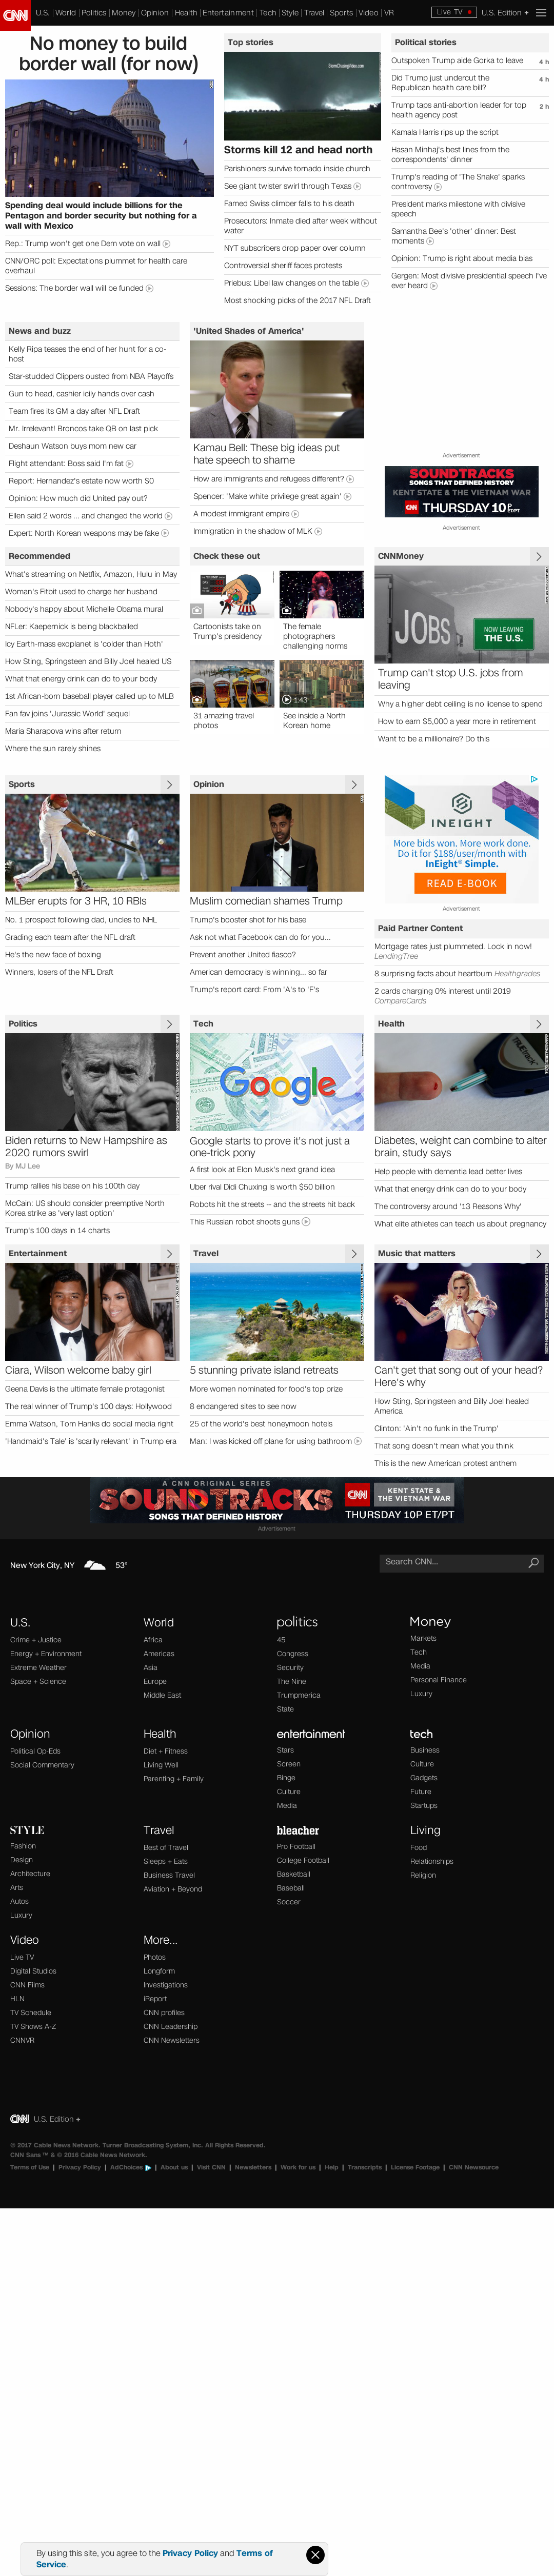 CNN
U.S. World Politics Money Opinion Health Entertainment Tech Style Travel Sports Video VR
Live TV
U.S. Edition +
No money to build
border wall (for now)
Spending deal would include billions for the
Pentagon and border security but nothing for a
wall with Mexico
Rep.: Trump won't get one Dem vote on wall
CNN/ORC poll: Expectations plummet for health care
overhaul
Sessions: The border wall will be funded
Top stories
StormChasingVideo.com
Storms kill 12 and head north
Parishioners survive tornado inside church
See giant twister swirl through Texas
Famed Swiss climber falls to his death
Prosecutors: Inmate died after week without
water
NYT subscribers drop paper over column
Controversial sheriff faces protests
Priebus: Libel law changes on the table
Most shocking picks of the 2017 NFL Draft
Political stories
Outspoken Trump aide Gorka to leave 4 h
Did Trump just undercut the 4 h
Republican health care bill?
Trump taps anti-abortion leader for top 2 h
health agency post
Kamala Harris rips up the script
Hasan Minhaj's best lines from the
correspondents' dinner
Trump's reading of 'The Snake' sparks
controversy
President marks milestone with divisive
speech
Samantha Bee's 'other' dinner: Best
moments
Opinion: Trump is right about media bias
Gergen: Most divisive presidential speech I've
ever heard
News and buzz
Kelly Ripa teases the end of her hunt for a co-
host
Star-studded Clippers ousted from NBA Playoffs
Gun to head, cashier icily hands over cash
Team fires its GM a day after NFL Draft
Mr. Irrelevant! Broncos take QB on last pick
Deshaun Watson buys mom new car
Flight attendant: Boss said I'm fat
Report: Hernandez's estate now worth $0
Opinion: How much did United pay out?
Ellen said 2 words ... and changed the world
Expert: North Korean weapons may be fake
'United Shades of America'
Kamau Bell: These big ideas put
hate speech to shame
How are immigrants and refugees different?
Spencer: 'Make white privilege great again'
A modest immigrant empire
Immigration in the shadow of MLK
Advertisement
SOUNDTRACKS
SONGS THAT DEFINED HISTORY
KENT STATE & THE VIETNAM WAR
CNN THURSDAY 10P ET/PT
Advertisement
Recommended
What's streaming on Netflix, Amazon, Hulu in May
Woman's Fitbit used to charge her husband
Nobody's happy about Michelle Obama mural
NFLer: Kaepernick is being blackballed
Icy Earth-mass exoplanet is 'colder than Hoth'
How Sting, Springsteen and Billy Joel healed US
What that energy drink can do to your body
1st African-born baseball player called up to MLB
Fan fav joins 'Jurassic World' sequel
Maria Sharapova wins after return
Where the sun rarely shines
Check these out
Cartoonists take on
Trump's presidency
The female
photographers
challenging norms
31 amazing travel
photos
1:43
See inside a North
Korean home
CNNMoney
JOBS
NOW LEAVING
THE U.S.
Trump can't stop U.S. jobs from
leaving
Why a higher debt ceiling is no license to spend
How to earn $5,000 a year more in retirement
Want to be a millionaire? Do this
Sports
MLBer erupts for 3 HR, 10 RBIs
No. 1 prospect following dad, uncles to NHL
Grading each team after the NFL draft
He's the new face of boxing
Winners, losers of the NFL Draft
Opinion
Muslim comedian shames Trump
Trump's booster shot for his base
Ask not what Facebook can do for you...
Prevent another United fiasco?
American democracy is winning... so far
Trump's report card: From 'A's to 'F's
INEIGHT
More bids won. More work done.
Do it for $188/user/month with
InEight® Simple.
READ E-BOOK
Advertisement
Paid Partner Content
Mortgage rates just plummeted. Lock in now!
LendingTree
8 surprising facts about heartburn Healthgrades
2 cards charging 0% interest until 2019
CompareCards
Politics
Biden returns to New Hampshire as
2020 rumors swirl
By MJ Lee
Trump rallies his base on his 100th day
McCain: US should consider preemptive North
Korea strike as 'very last option'
Trump's 100 days in 14 charts
Tech
Google
Google starts to prove it's not just a
one-trick pony
A first look at Elon Musk's next grand idea
Uber rival Didi Chuxing is worth $50 billion
Robots hit the streets -- and the streets hit back
This Russian robot shoots guns
Health
Diabetes, weight can combine to alter
brain, study says
Help people with dementia lead better lives
What that energy drink can do to your body
The controversy around '13 Reasons Why'
What elite athletes can teach us about pregnancy
Entertainment
Ciara, Wilson welcome baby girl
Geena Davis is the ultimate female protagonist
The real winner of Trump's 100 days: Hollywood
Emma Watson, Tom Hanks do social media right
'Handmaid's Tale' is 'scarily relevant' in Trump era
Travel
5 stunning private island retreats
More women nominated for food's top prize
8 endangered sites to see now
25 of the world's best honeymoon hotels
Man: I was kicked off plane for using bathroom
Music that matters
Can't get that song out of your head?
Here's why
How Sting, Springsteen and Billy Joel healed
America
Clinton: 'Ain't no funk in the Trump'
That song doesn't mean what you think
This is the new American protest anthem
A CNN ORIGINAL SERIES
SOUNDTRACKS
SONGS THAT DEFINED HISTORY
CNN KENT STATE &
THE VIETNAM WAR
THURSDAY 10P ET/PT
Advertisement
New York City, NY 53°
Search CNN...
U.S.
Crime + Justice
Energy + Environment
Extreme Weather
Space + Science
World
Africa
Americas
Asia
Europe
Middle East
politics
45
Congress
Security
The Nine
Trumpmerica
State
Money
Markets
Tech
Media
Personal Finance
Luxury
Opinion
Political Op-Eds
Social Commentary
Health
Diet + Fitness
Living Well
Parenting + Family
entertainment
Stars
Screen
Binge
Culture
Media
tech
Business
Culture
Gadgets
Future
Startups
STYLE
Fashion
Design
Architecture
Arts
Autos
Luxury
Travel
Best of Travel
Sleeps + Eats
Business Travel
Aviation + Beyond
bleacher
Pro Football
College Football
Basketball
Baseball
Soccer
Living
Food
Relationships
Religion
Video
Live TV
Digital Studios
CNN Films
HLN
TV Schedule
TV Shows A-Z
CNNVR
More...
Photos
Longform
Investigations
iReport
CNN profiles
CNN Leadership
CNN Newsletters
CNN U.S. Edition +
© 2017 Cable News Network. Turner Broadcasting System, Inc. All Rights Reserved.
CNN Sans ™ & © 2016 Cable News Network.
Terms of Use | Privacy Policy | AdChoices | About us | Visit CNN | Newsletters | Work for us | Help | Transcripts | License Footage | CNN Newsource
By using this site, you agree to the Privacy Policy and Terms of
Service.